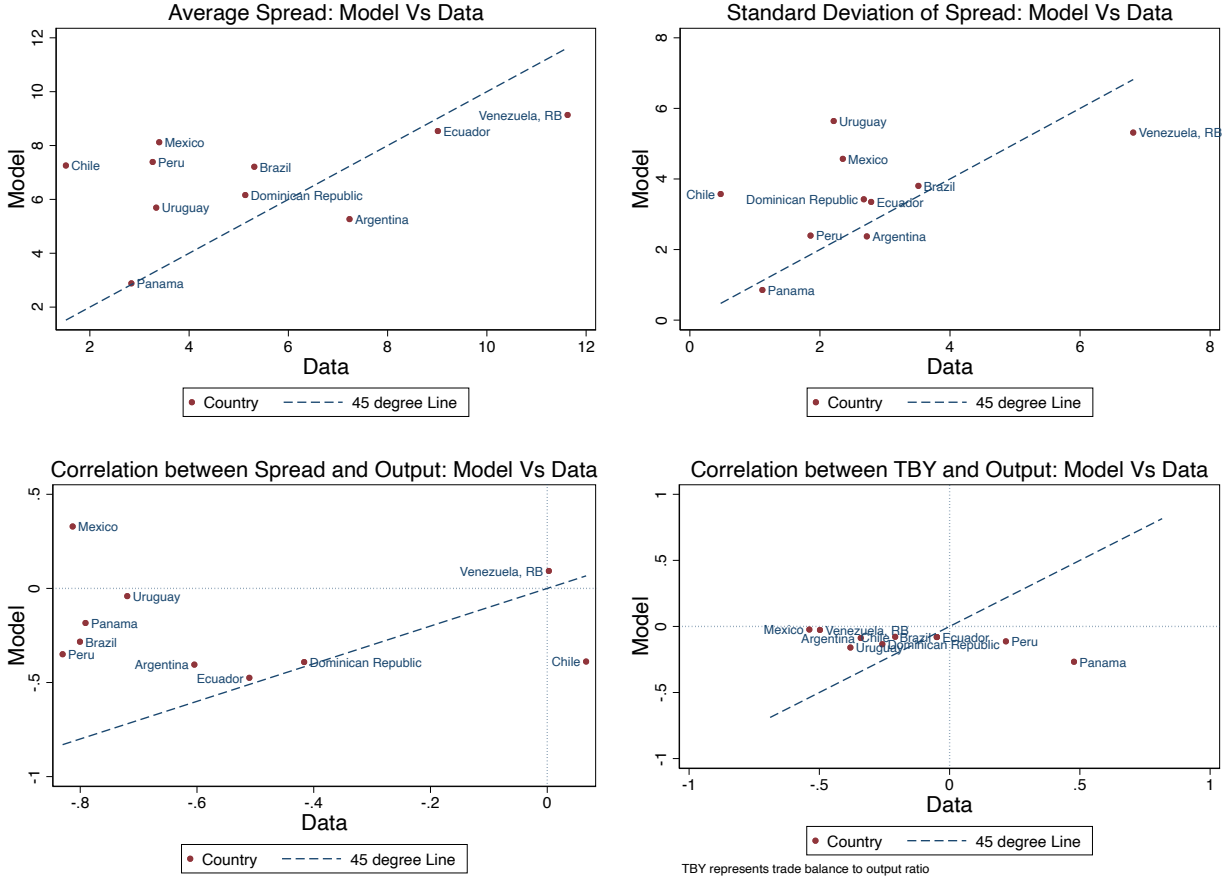 Average Spread: Model Vs Data
12
10
8
6
4
2
Model
Venezuela, RB
Ecuador
Mexico
Peru
Chile
Brazil
Dominican Republic
Uruguay
Argentina
Panama
2 4 6 8 10 12
Data
Country 45 degree Line
Standard Deviation of Spread: Model Vs Data
8
6
4
2
0
Model
Uruguay
Venezuela, RB
Mexico
Brazil
Chile
Dominican Republic
Ecuador
Peru
Argentina
Panama
0 2 4 6 8
Data
Country 45 degree Line
Correlation between Spread and Output: Model Vs Data
.5
0
-.5
-1
Model
Mexico
Venezuela, RB
Uruguay
Panama
Brazil
Peru
Argentina
Dominican Republic
Chile
Ecuador
-.8 -.6 -.4 -.2 0
Data
Country 45 degree Line
Correlation between TBY and Output: Model Vs Data
1
.5
0
-.5
-1
Model
Mexico
Venezuela, RB
Argentina
Chile
Brazil
Ecuador
Peru
Uruguay
Dominican Republic
Panama
-1 -.5 0 .5 1
Data
Country 45 degree Line
TBY represents trade balance to output ratio